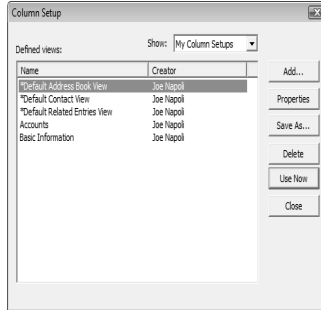 Column Setup
Show: My Column Setups
Defined views:
Name Creator
*Default Address Book View Joe Napoli
*Default Contact View Joe Napoli
*Default Related Entries View Joe Napoli
Accounts Joe Napoli
Basic Information Joe Napoli
Add...
Properties
Save As...
Delete
Use Now
Close